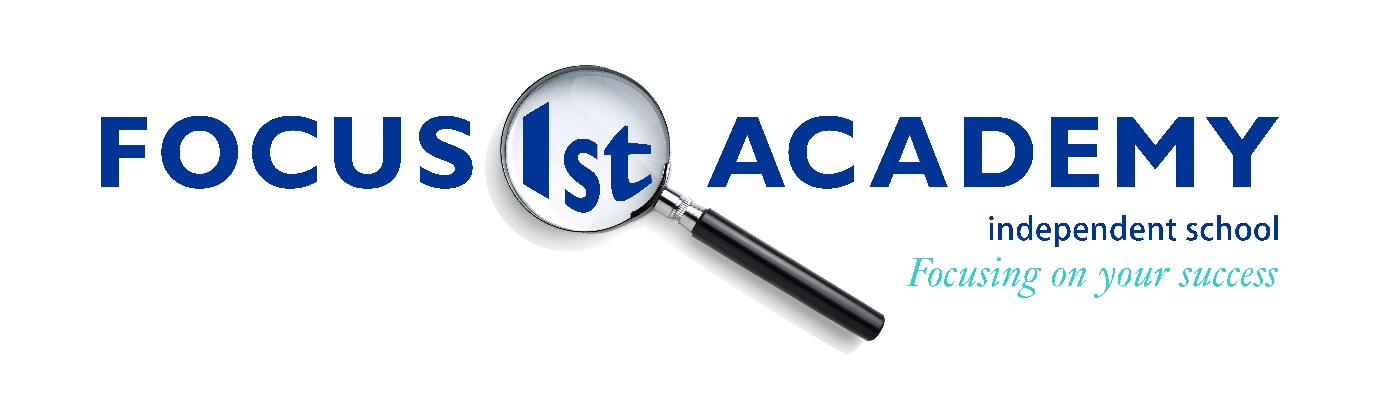 FOCUS 1st ACADEMY
independent school
Focusing on your success